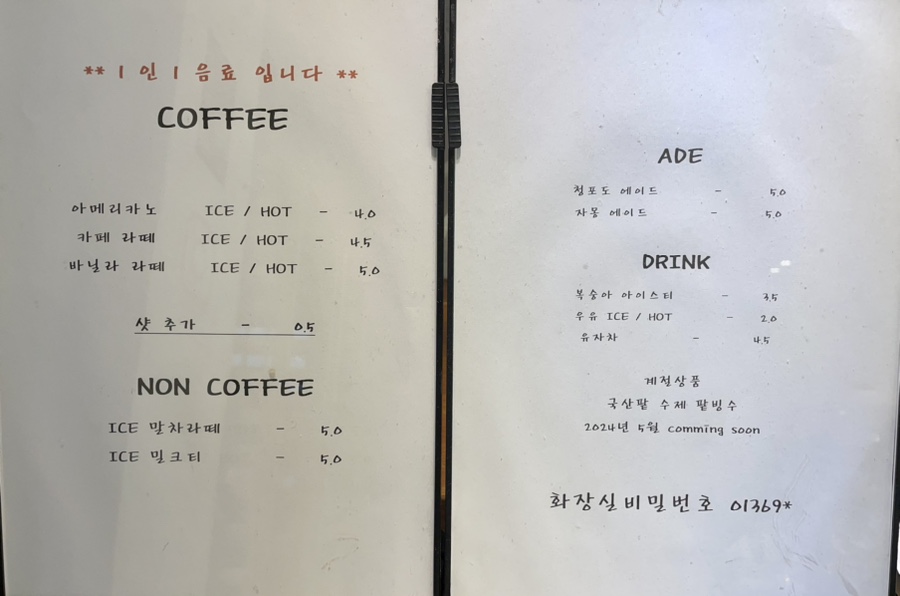 ** 1 인 1 음료 입니다 **
COFFEE
아메리카노 ICE / HOT - 4.0
카페 라떼 ICE / HOT - 4.5
바닐라 라떼 ICE / HOT - 5.0
샷 추가 - 0.5
NON COFFEE
ICE 말차라떼 - 5.0
ICE 밀크티 - 5.0
ADE
청포도 에이드 - 5.0
자몽 에이드 - 5.0
DRINK
복숭아 아이스티 - 3.5
우유 ICE / HOT - 2.0
유자차 - 4.5
계절상품
국산팥 수제 팥빙수
2024년 5월 comming soon
화장실비밀번호 01369*